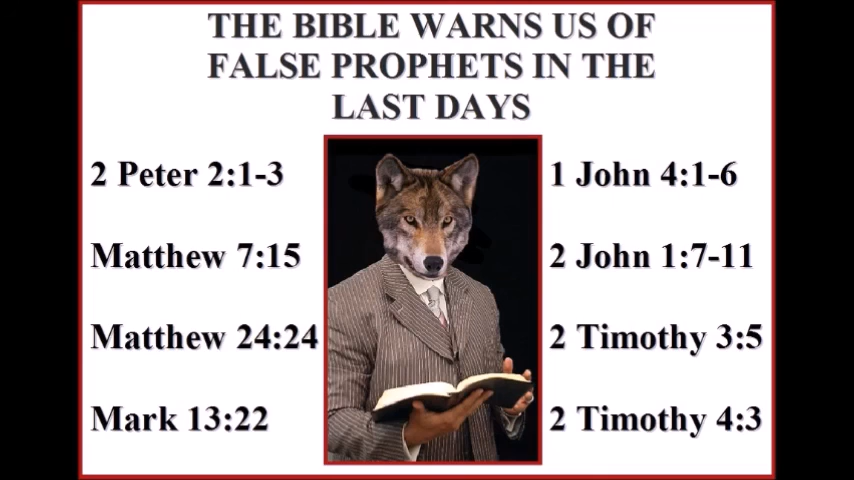 THE BIBLE WARNS US OF
FALSE PROPHETS IN THE
LAST DAYS
2 Peter 2:1-3
Matthew 7:15
Matthew 24:24
Mark 13:22
1 John 4:1-6
2 John 1:7-11
2 Timothy 3:5
2 Timothy 4:3